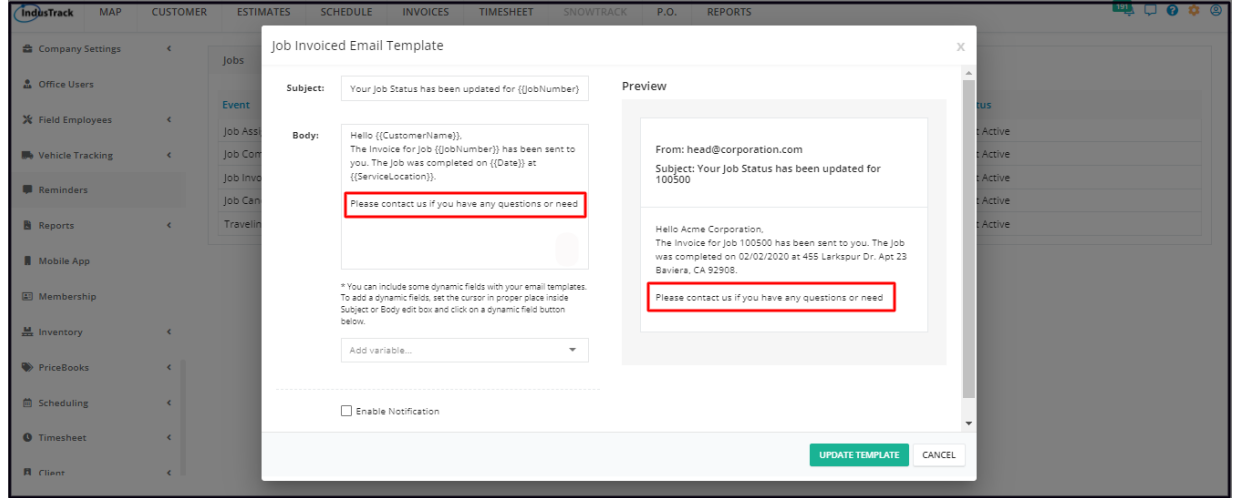 IndusTrack MAP CUSTOMER ESTIMATES SCHEDULE INVOICES TIMESHEET SNOWTRACK P.O. REPORTS 191
Company Settings
Office Users
Field Employees
Vehicle Tracking
Reminders
Reports
Mobile App
Membership
Inventory
PriceBooks
Scheduling
Timesheet
Client
Jobs
Event
Job Assi
Job Com
Job Invo
Job Can
Travelin
Job Invoiced Email Template X
Subject: Your Job Status has been updated for {{JobNumber}
Body: Hello {{CustomerName}},
The Invoice for Job {{JobNumber}} has been sent to
you. The Job was completed on {{Date}} at
{{ServiceLocation}}.
Please contact us if you have any questions or need
* You can include some dynamic fields with your email templates.
To add a dynamic fields, set the cursor in proper place inside
Subject or Body edit box and click on a dynamic field button
below.
Add variable...
Enable Notification
Preview
From: head@corporation.com
Subject: Your Job Status has been updated for
100500
Hello Acme Corporation,
The Invoice for Job 100500 has been sent to you. The Job
was completed on 02/02/2020 at 455 Larkspur Dr. Apt 23
Baviera, CA 92908.
Please contact us if you have any questions or need
UPDATE TEMPLATE CANCEL
tus
t Active
t Active
t Active
t Active
t Active